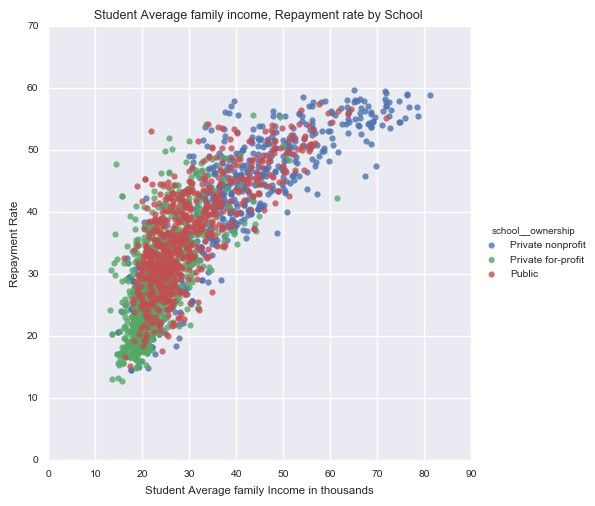 Student Average family income, Repayment rate by School
70
60
50
40
30
20
10
0
Repayment Rate
0 10 20 30 40 50 60 70 80 90
Student Average family Income in thousands
school__ownership
Private nonprofit
Private for-profit
Public